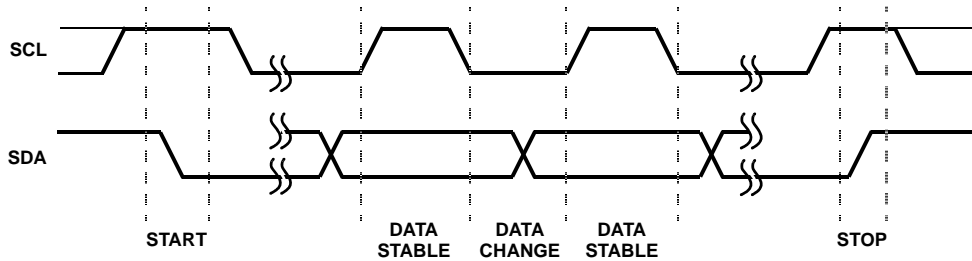 SCL
SDA
START
DATA
STABLE
DATA
CHANGE
DATA
STABLE
STOP